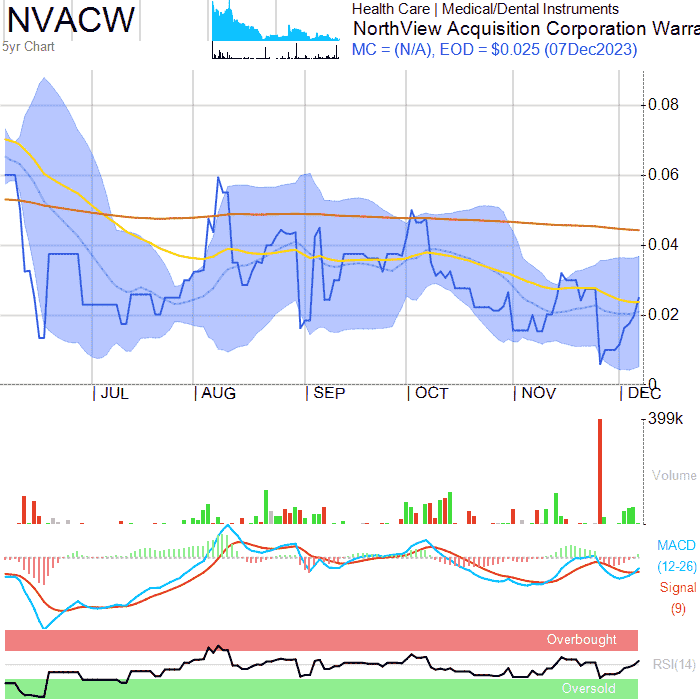 NVACW
5yr Chart
Health Care | Medical/Dental Instruments
NorthView Acquisition Corporation Warra
MC = (N/A), EOD = $0.025 (07Dec2023)
0.08
0.06
0.04
0.02
0
JUL AUG SEP OCT NOV DEC
399k
Volume
MACD
(12-26)
Signal
(9)
Overbought
RSI(14)
Oversold